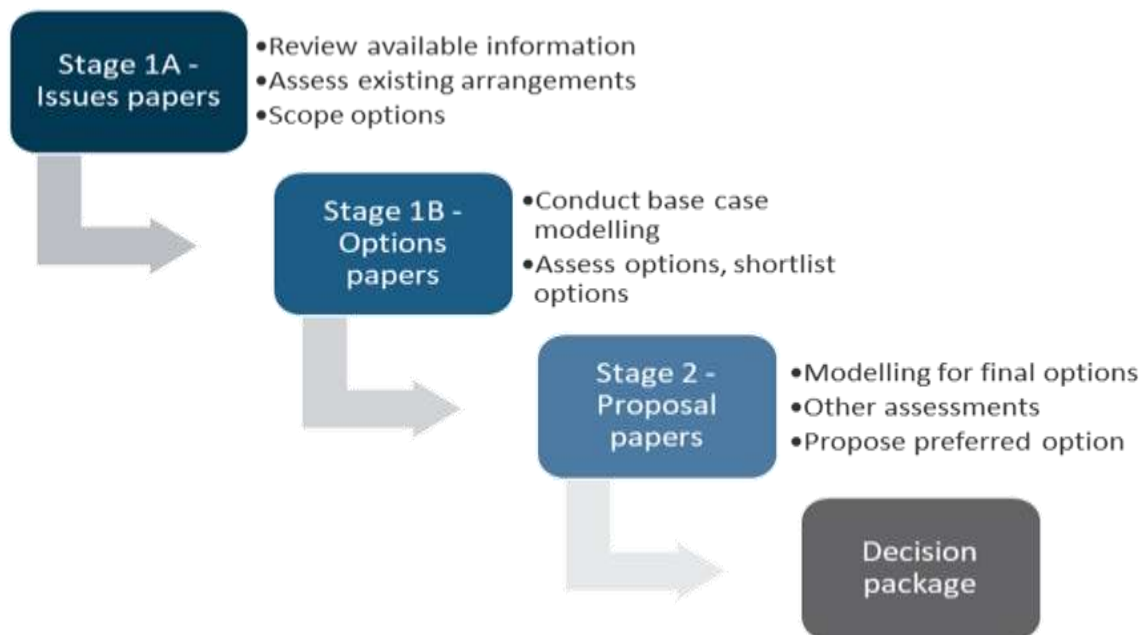 Stage 1A -
Issues papers
•Review available information
•Assess existing arrangements
•Scope options
Stage 1B -
Options
papers
•Conduct base case
modelling
•Assess options, shortlist
options
Stage 2 -
Proposal
papers
•Modelling for final options
•Other assessments
•Propose preferred option
Decision
package